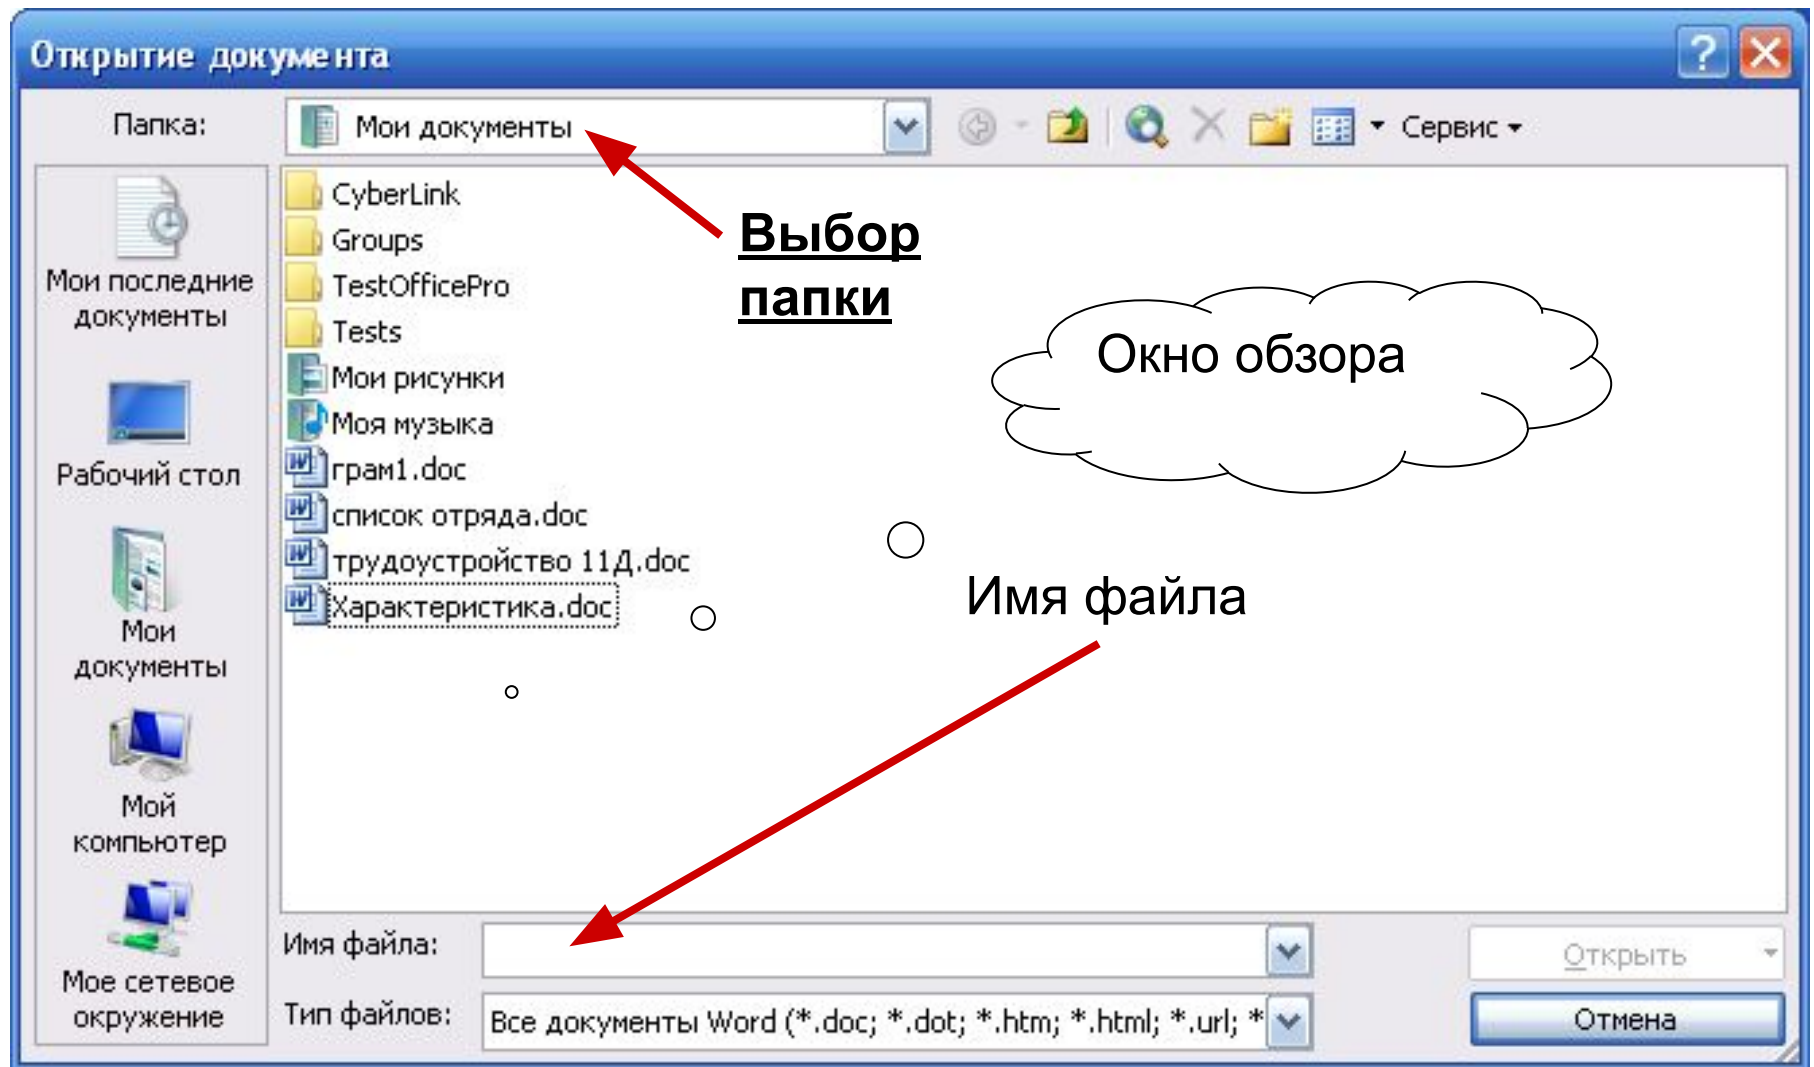 Открытие документа
Папка:
Мои документы
Сервис
Мои последние
документы
Рабочий стол
Мои
документы
Мой
компьютер
Мое сетевое
окружение
CyberLink
Groups
TestOfficePro
Tests
Мои рисунки
Моя музыка
грам1.doc
список отряда.doc
трудоустройство 11Д.doc
Характеристика.doc
Выбор
папки
Окно обзора
Имя файла
Имя файла:
Открыть
Тип файлов:
Все документы Word (*.doc; *.dot; *.htm; *.html; *.url; *
Отмена